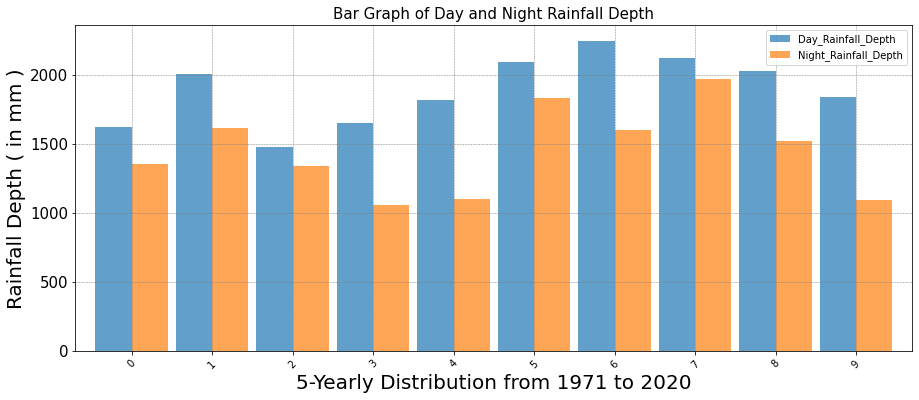 Bar Graph of Day and Night Rainfall Depth
Day_Rainfall_Depth
Night_Rainfall_Depth
Rainfall Depth ( in mm )
2000
1500
1000
500
0
0 1 2 3 4 5 6 7 8 9
5-Yearly Distribution from 1971 to 2020